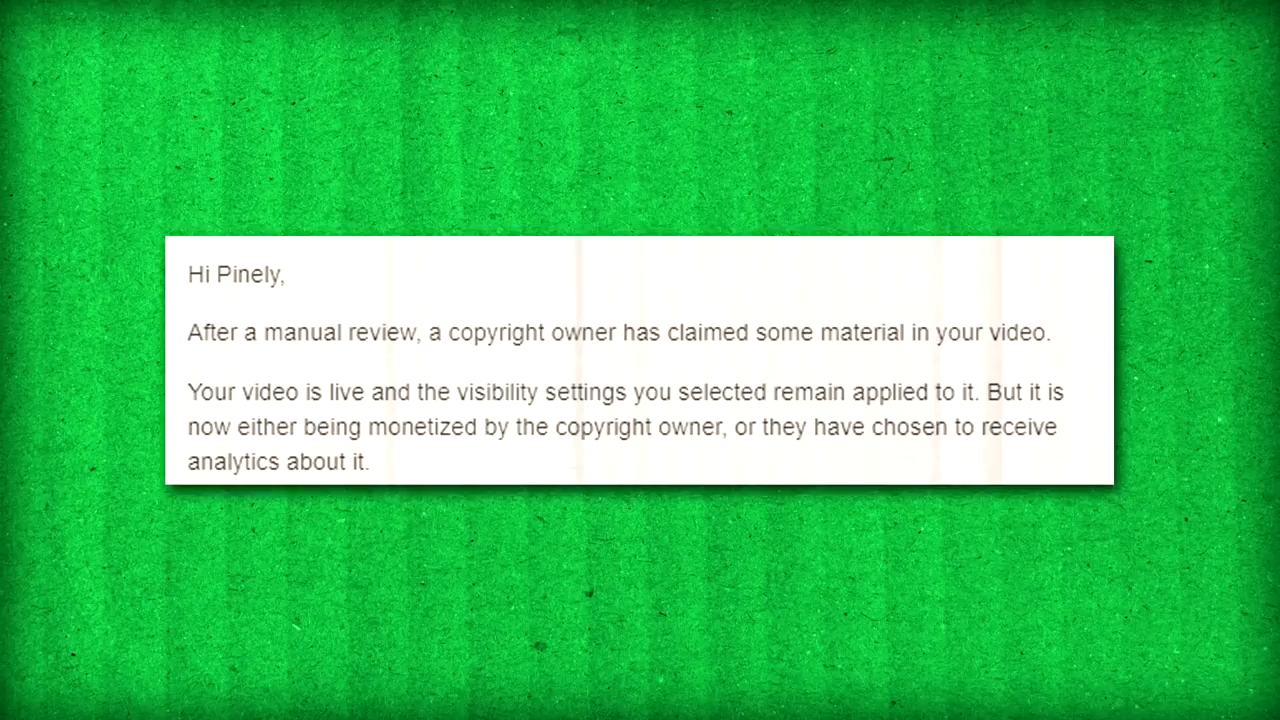 Hi Pinely,
After a manual review, a copyright owner has claimed some material in your video.
Your video is live and the visibility settings you selected remain applied to it. But it is
now either being monetized by the copyright owner, or they have chosen to receive
analytics about it.